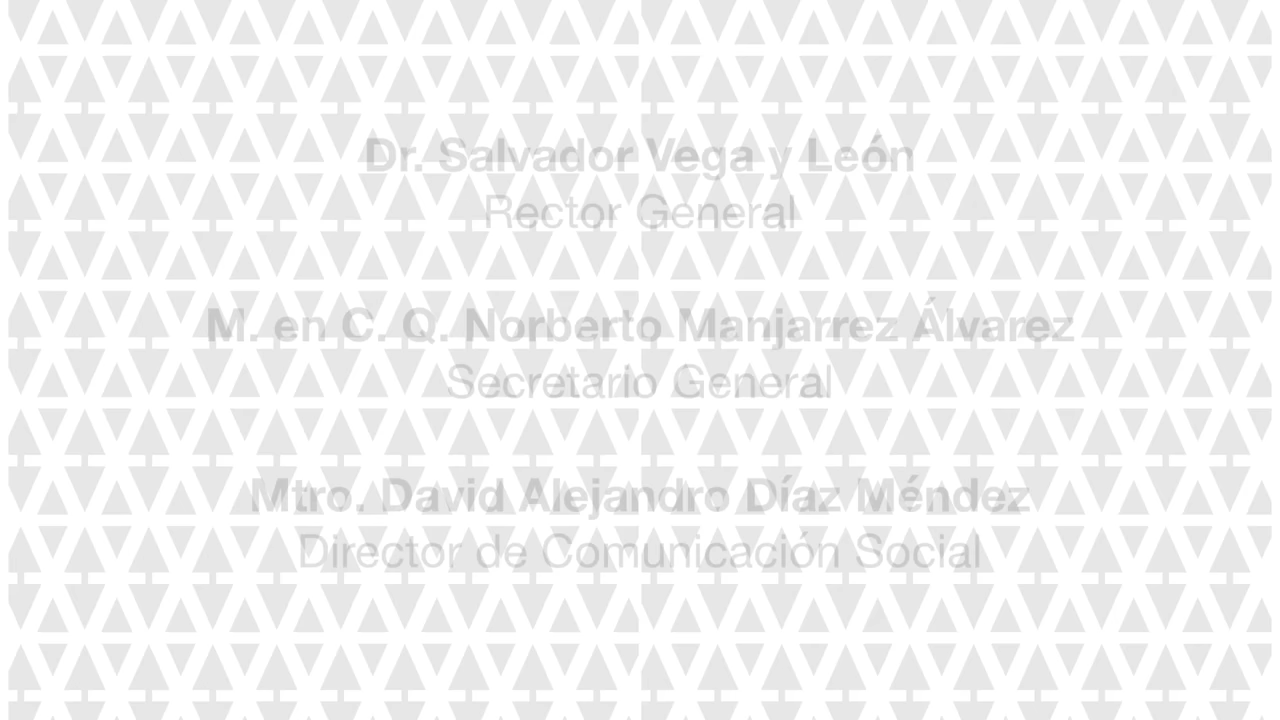 Dr. Salvador Vega y León
Rector General
M. en C. Q. Norberto Manjarrez Álvarez
Secretario General
Mtro. David Alejandro Díaz Méndez
Director de Comunicación Social